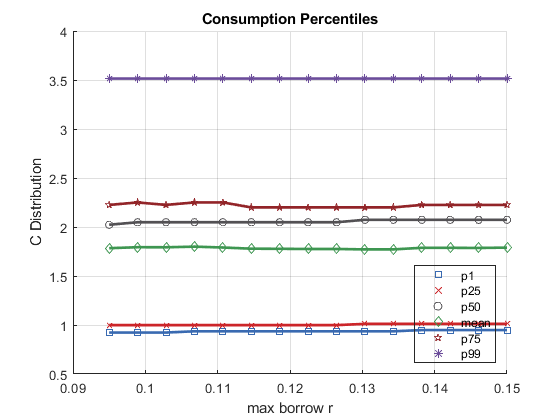 Consumption Percentiles
C Distribution
4
3.5
3
2.5
2
1.5
1
0.5
0.09
0.1
0.11
0.12
0.13
0.14
0.15
max borrow r
p1
p25
p50
mean
p75
p99